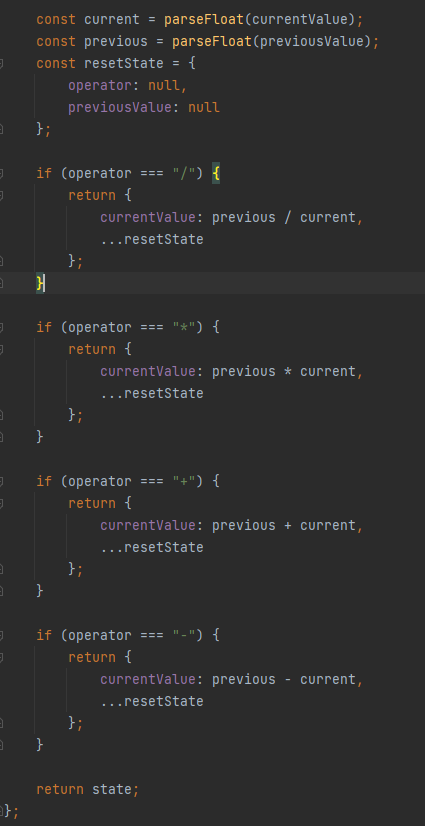 const current = parseFloat(currentValue);
const previous = parseFloat(previousValue);
const resetState = {
operator: null,
previousValue: null
};
if (operator === "/") {
return {
currentValue: previous / current,
...resetState
};
}
if (operator === "*") {
return {
currentValue: previous * current,
...resetState
};
}
if (operator === "+") {
return {
currentValue: previous + current,
...resetState
};
}
if (operator === "-") {
return {
currentValue: previous - current,
...resetState
};
}
return state;
};